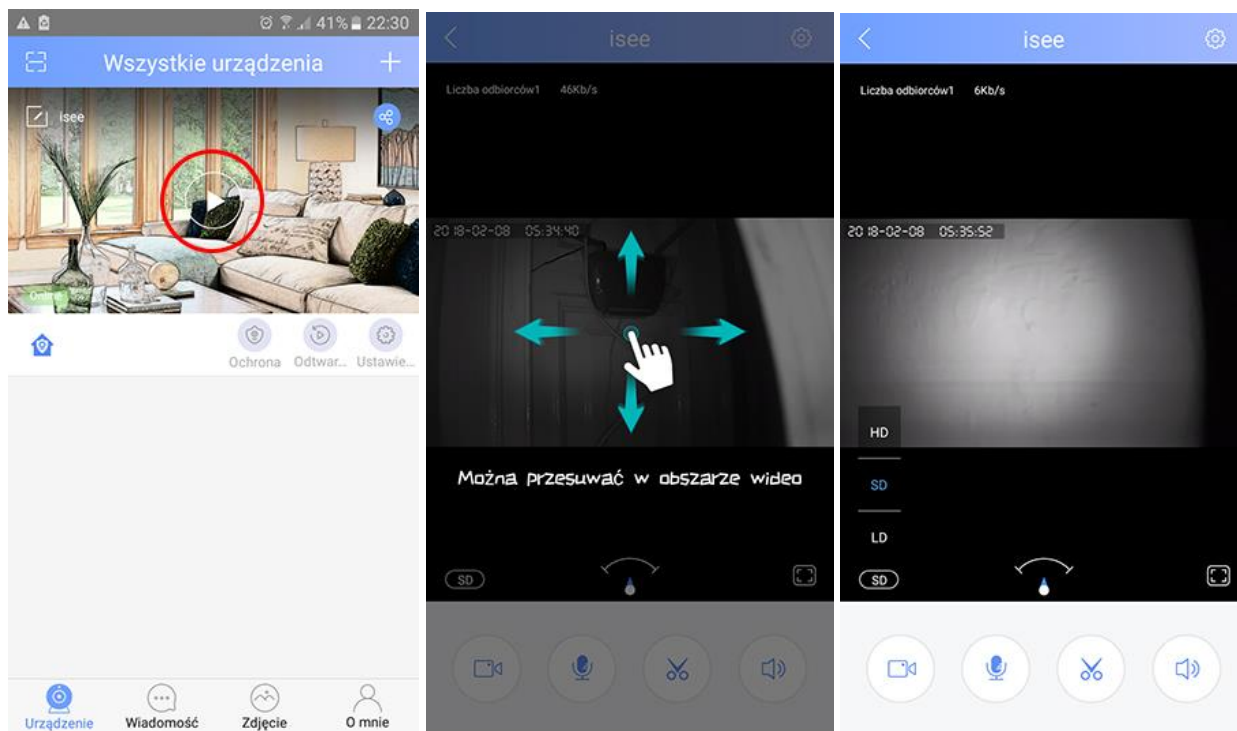 41% 22:30
Wszystkie urządzenia
isee
Online
Ochrona Odtwar... Ustawie...
Urządzenie Wiadomość Zdjęcie O mnie
isee
Liczba odbiorców1 46Kb/s
2018-02-08 05:34:40
Można przesuwać w obszarze wideo
SD
isee
Liczba odbiorców1 6Kb/s
2018-02-08 05:35:52
HD
SD
LD
SD